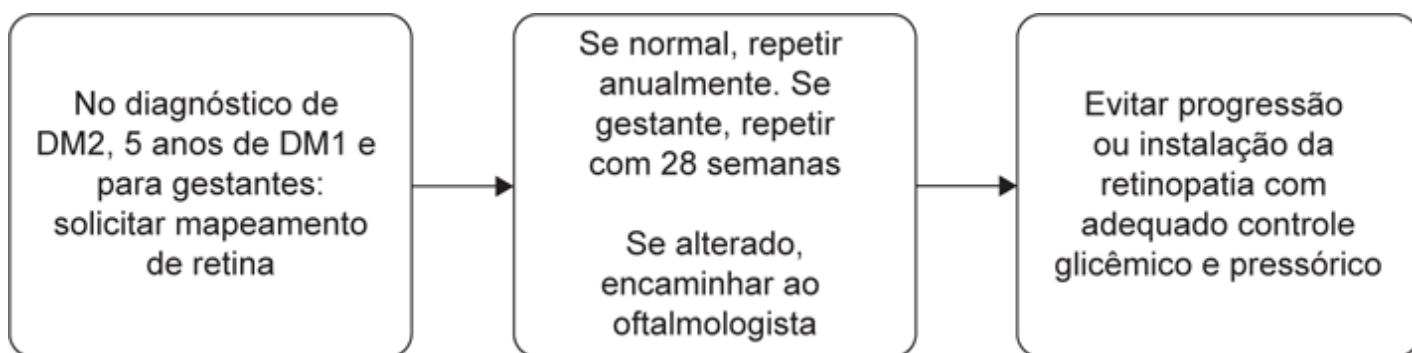 No diagnóstico de
DM2, 5 anos de DM1 e
para gestantes:
solicitar mapeamento
de retina
Se normal, repetir
anualmente. Se
gestante, repetir
com 28 semanas
Se alterado,
encaminhar ao
oftalmologista
Evitar progressão
ou instalação da
retinopatia com
adequado controle
glicêmico e pressórico